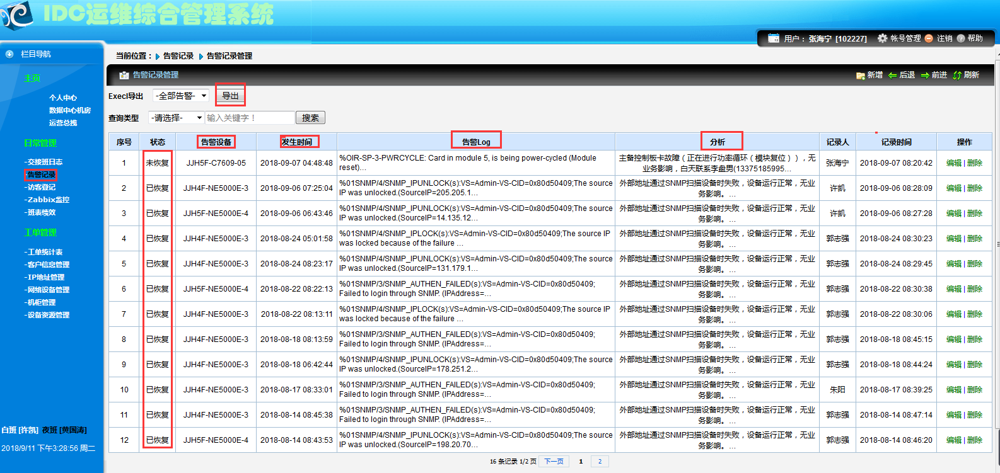 IDC运维综合管理系统
用户：张海宁 [102227] 帐号管理 注销 帮助
栏目导航
主页
个人中心
数据中心机房
运营总揽
日常管理
-交接班日志
-告警记录
-访客登记
-Zabbix监控
-班表绩效
工单管理
-工单统计表
-客户信息管理
-IP地址管理
-网络设备管理
-机柜管理
-设备资源管理
白班 [许凯] 夜班 [黄国涛]
2018/9/11 下午3:28:56 周二
当前位置： 告警记录 告警记录管理
告警记录管理 新增 后退 前进 刷新
Execl导出 -全部告警- 导出
查询类型 -请选择- 输入关键字！ 搜索
序号 状态 告警设备 发生时间 告警Log 分析 记录人 记录时间 操作
1 未恢复 JJH5F-C7609-05 2018-09-07 04:48:48 %OIR-SP-3-PWRCYCLE: Card in module 5, is being power-cycled (Module reset)... 主备控制板卡故障（正在进行功率循环（模块复位）），无业务影响，白天联系李盘男(13375185995... 张海宁 2018-09-07 08:20:42 编辑 | 删除
2 已恢复 JJH4F-NE5000E-3 2018-09-06 07:25:04 %01SNMP/4/SNMP_IPUNLOCK(s):VS=Admin-VS-CID=0x80d50409;The source IP was unlocked.(SourceIP=205.205.1... 外部地址通过SNMP扫描设备时失败，设备运行正常，无业务影响。... 许凯 2018-09-06 08:28:09 编辑 | 删除
3 已恢复 JJH5F-NE5000E-4 2018-09-06 06:43:46 %01SNMP/4/SNMP_IPUNLOCK(s):VS=Admin-VS-CID=0x80d50409;The source IP was unlocked.(SourceIP=14.135.12... 外部地址通过SNMP扫描设备时失败，设备运行正常，无业务影响。... 许凯 2018-09-06 08:27:28 编辑 | 删除
4 已恢复 JJH4F-NE5000E-3 2018-08-24 05:01:58 %01SNMP/4/SNMP_IPLOCK(s):VS=Admin-VS-CID=0x80d50409;The source IP was locked because of the failure ... 外部地址通过SNMP扫描设备时失败，设备运行正常，无业务影响。... 郭志强 2018-08-24 08:30:23 编辑 | 删除
5 已恢复 JJH4F-NE5000E-3 2018-08-24 08:23:17 %01SNMP/4/SNMP_IPUNLOCK(s):VS=Admin-VS-CID=0x80d50409;The source IP was unlocked.(SourceIP=131.179.1... 外部地址通过SNMP扫描设备时失败，设备运行正常，无业务影响。... 郭志强 2018-08-24 08:29:45 编辑 | 删除
6 已恢复 JJH5F-NE5000E-4 2018-08-22 08:22:13 %01SNMP/3/SNMP_AUTHEN_FAILED(s):VS=Admin-VS-CID=0x80d50409; Failed to login through SNMP. (IPAddress=... 外部地址通过SNMP扫描设备时失败，设备运行正常，无业务影响。... 郭志强 2018-08-22 08:30:38 编辑 | 删除
7 已恢复 JJH4F-NE5000E-3 2018-08-22 08:13:11 %01SNMP/4/SNMP_IPLOCK(s):VS=Admin-VS-CID=0x80d50409;The source IP was locked because of the failure ... 外部地址通过SNMP扫描设备时失败，设备运行正常，无业务影响。... 郭志强 2018-08-22 08:30:06 编辑 | 删除
8 已恢复 JJH4F-NE5000E-3 2018-08-18 08:13:59 %01SNMP/3/SNMP_AUTHEN_FAILED(s):VS=Admin-VS-CID=0x80d50409; Failed to login through SNMP. (IPAddress=... 外部地址通过SNMP扫描设备时失败，设备运行正常，无业务影响。... 郭志强 2018-08-18 08:45:15 编辑 | 删除
9 已恢复 JJH4F-NE5000E-3 2018-08-18 06:42:44 %01SNMP/4/SNMP_IPUNLOCK(s):VS=Admin-VS-CID=0x80d50409;The source IP was unlocked.(SourceIP=178.251.2... 外部地址通过SNMP扫描设备时失败，设备运行正常，无业务影响。... 郭志强 2018-08-18 08:44:24 编辑 | 删除
10 已恢复 JJH4F-NE5000E-3 2018-08-17 08:33:01 %01SNMP/3/SNMP_AUTHEN_FAILED(s):VS=Admin-VS-CID=0x80d50409; Failed to login through SNMP. (IPAddress=... 外部地址通过SNMP扫描设备时失败，设备运行正常，无业务影响。... 朱阳 2018-08-17 08:39:25 编辑 | 删除
11 已恢复 JJH4F-NE5000E-3 2018-08-14 08:45:38 %01SNMP/3/SNMP_AUTHEN_FAILED(s):VS=Admin-VS-CID=0x80d50409; Failed to login through SNMP. (IPAddress=... 外部地址通过SNMP扫描设备时失败，设备运行正常，无业务影响。... 郭志强 2018-08-14 08:47:14 编辑 | 删除
12 已恢复 JJH5F-NE5000E-4 2018-08-14 08:43:53 %01SNMP/4/SNMP_IPUNLOCK(s):VS=Admin-VS-CID=0x80d50409;The source IP was unlocked.(SourceIP=198.20.70... 外部地址通过SNMP扫描设备时失败，设备运行正常，无业务影响。... 郭志强 2018-08-14 08:46:20 编辑 | 删除
16 条记录 1/2 页 下一页 1 2